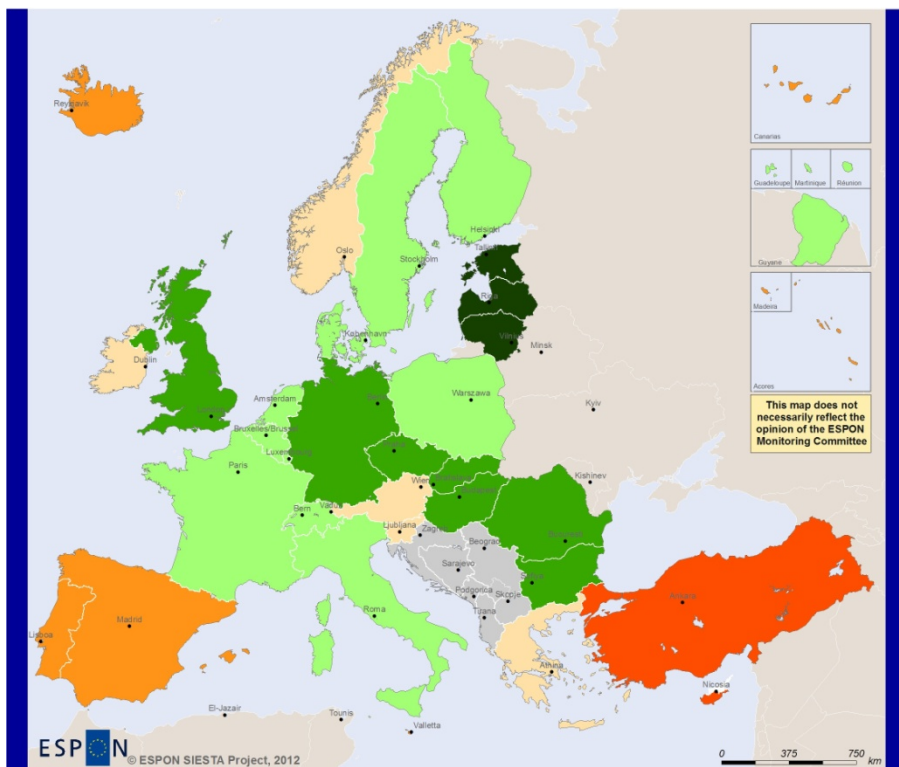 Canarias
Reykjavik
Guadeloupe
Martinique
Réunion
Guyana
Helsinki
Tallinn
Oslo
Stockholm
Riga
Madeira
Acores
København
Vilnius
Minsk
Dublin
Amsterdam
Warszawa
Kyiv
This map does not
necessarily reflect the
opinion of the ESPON
Monitoring Committee
Bruxelles/Brussel
Paris
Kishinev
Wien
Bern
Vaduz
Ljubljana
Beograd
Sarajevo
Podgorica
Skopje
Roma
Tirana
Madrid
Lisboa
Athina
Nicosia
El-Jazair
Tounis
Valletta
ESPON
© ESPON SIESTA Project, 2012
0 375 750
km